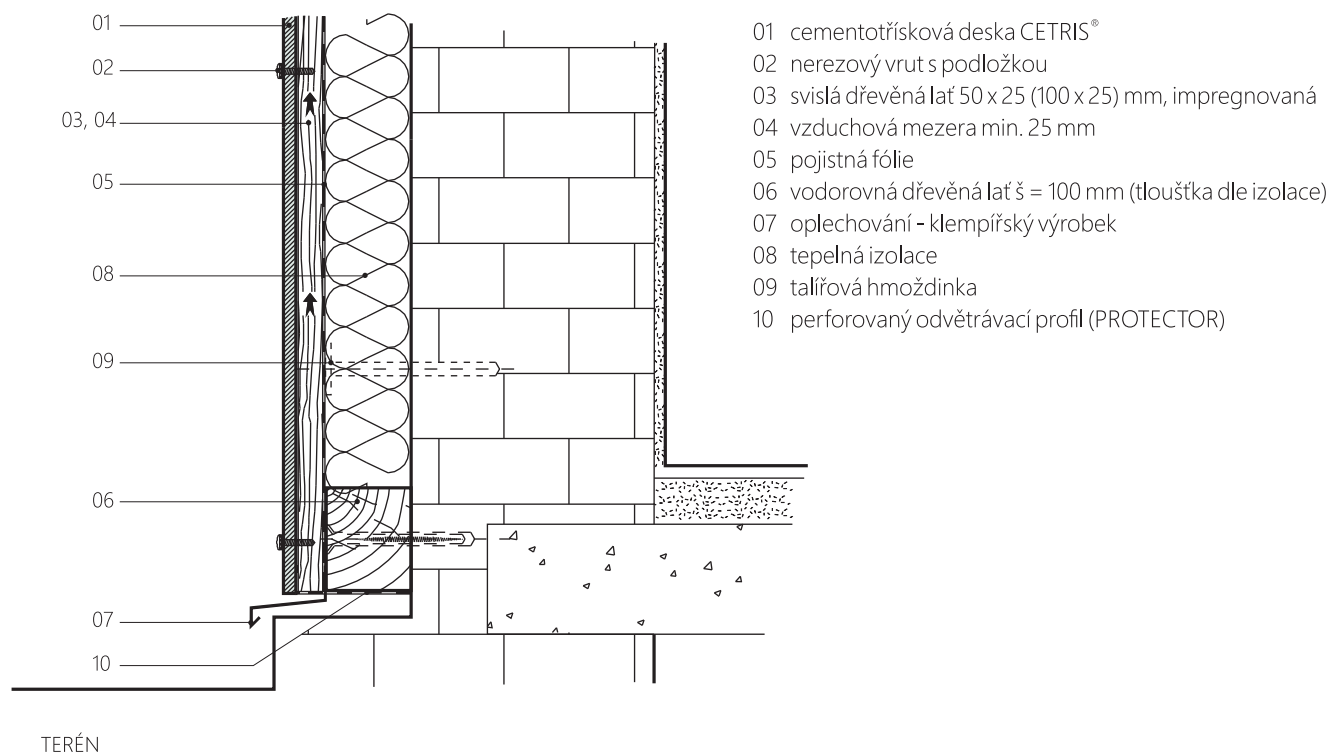 01
02
03, 04
05
08
09
06
07
10
TERÉN
01 cementotřísková deska CETRIS®
02 nerezový vrut s podložkou
03 svislá dřevěná lať 50 x 25 (100 x 25) mm, impregnovaná
04 vzduchová mezera min. 25 mm
05 pojistná fólie
06 vodorovná dřevěná lať š = 100 mm (tloušťka dle izolace)
07 oplechování - klempířský výrobek
08 tepelná izolace
09 talířová hmoždinka
10 perforovaný odvětrávací profil (PROTECTOR)